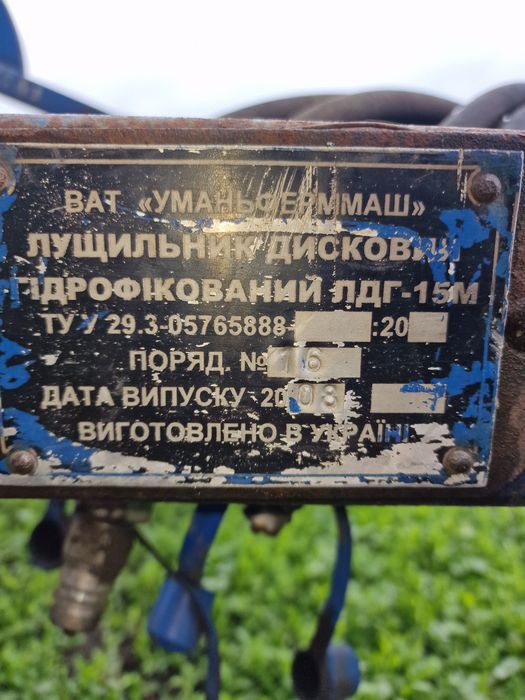 ВАТ «УМАНЬФЕРММАШ»
ЛУЩИЛЬНИК ДИСКОВИЙ
ГІДРОФІКОВАНИЙ ЛДГ-15М
ТУ У 29.3-05765888- :20
ПОРЯД. № 16
ДАТА ВИПУСКУ 2008
ВИГОТОВЛЕНО В УКРАЇНІ